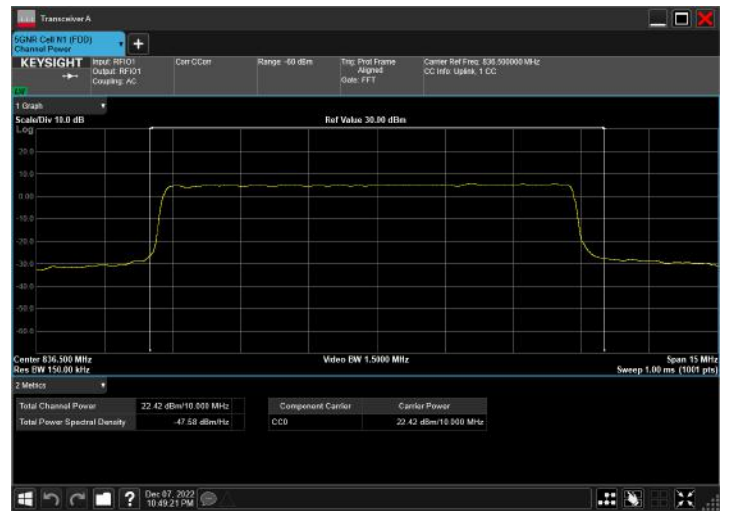 Transceiver A
5GNR Cell N1 (FDD)
Channel Power
KEYSIGHT
Input: RFIO1
Output: RFIO1
Coupling: AC
Corr CCorr
Range: -60 dBm
Trig: Prot Frame
Aligned
Gate: FFT
Carrier Ref Freq: 836.500000 MHz
CC Info: Uplink, 1 CC
1 Graph
Scale/Div 10.0 dB
Ref Value 30.00 dBm
Log
20.0
10.0
0.00
-10.0
-20.0
-30.0
-40.0
-50.0
-60.0
Center 836.500 MHz
Video BW 1.5000 MHz
Span 15 MHz
Res BW 150.00 kHz
Sweep 1.00 ms (1001 pts)
2 Metrics
Total Channel Power 22.42 dBm/10.000 MHz
Total Power Spectral Density -47.58 dBm/Hz
Component Carrier Carrier Power
CC0 22.42 dBm/10.000 MHz
Dec 07, 2022
10:49:21 PM